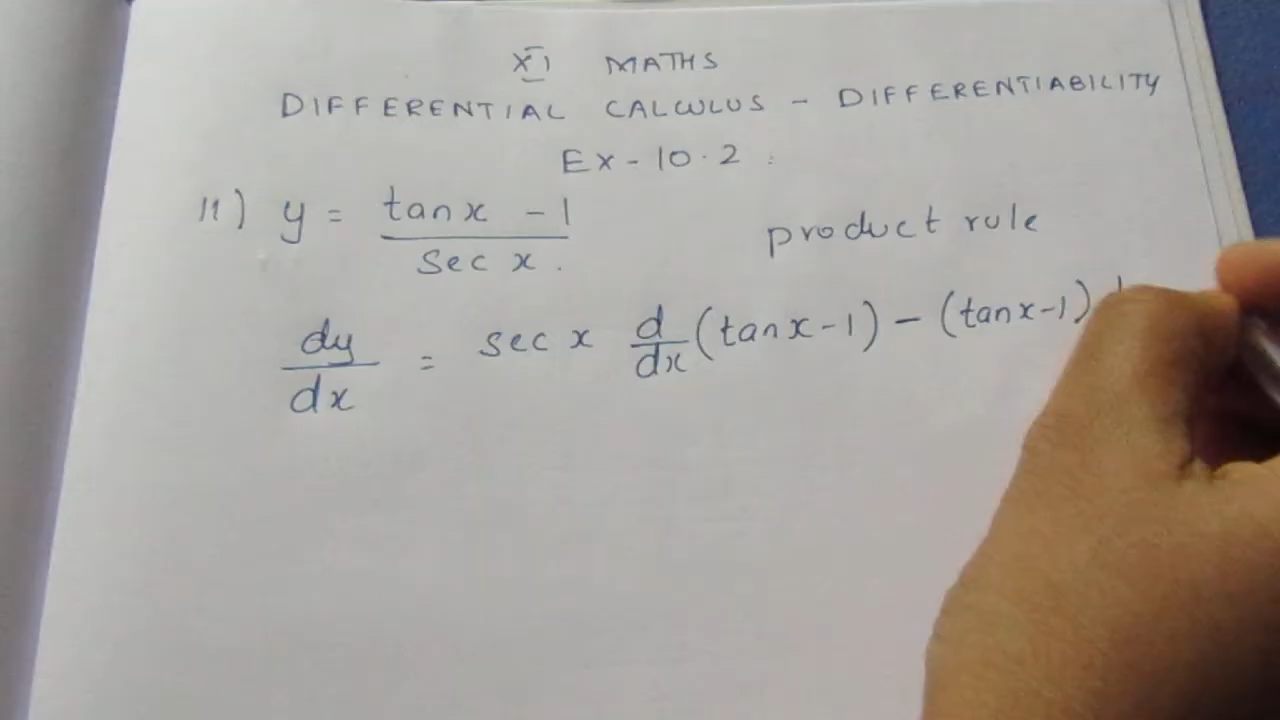 XI MATHS
DIFFERENTIAL CALCULUS - DIFFERENTIABILITY
Ex - 10.2
11) y = tan x - 1 / sec x.
product rule
dy/dx = sec x d/dx (tan x - 1) - (tan x - 1)